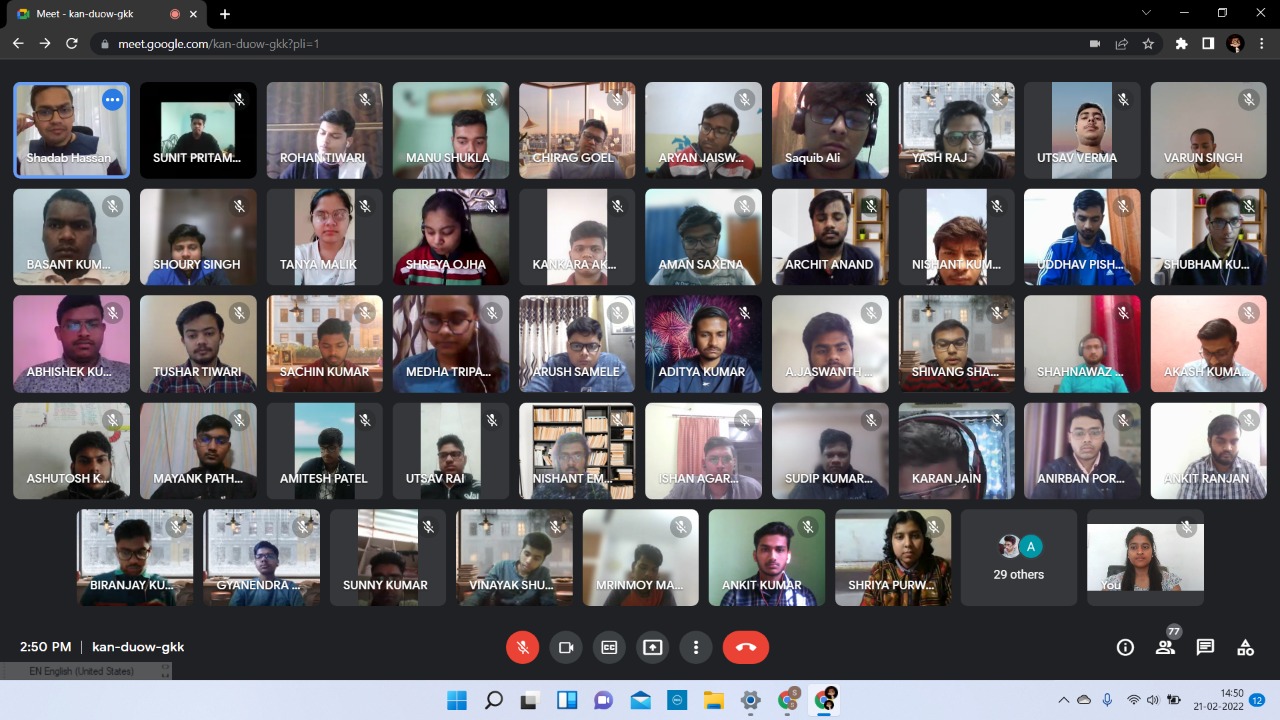 Meet - kan-duow-gkk
meet.google.com/kan-duow-gkk?pli=1
Shadab Hassan
SUNIT PRITAM...
ROHAN TIWARI
MANU SHUKLA
CHIRAG GOEL
ARYAN JAISW...
Saquib Ali
YASH RAJ
UTSAV VERMA
VARUN SINGH
BASANT KUM...
SHOURY SINGH
TANYA MALIK
SHREYA OJHA
KANKARA AK...
AMAN SAXENA
ARCHIT ANAND
NISHANT KUM...
UDDHAV PISH...
SHUBHAM KU...
ABHISHEK KU...
TUSHAR TIWARI
SACHIN KUMAR
MEDHA TRIPA...
ARUSH SAMELE
ADITYA KUMAR
A.JASWANTH ...
SHIVANG SHA...
SHAHNAWAZ ...
AKASH KUMA...
ASHUTOSH K...
MAYANK PATH...
AMITESH PATEL
UTSAV RAI
NISHANT EM...
ISHAN AGAR...
SUDIP KUMAR...
KARAN JAIN
ANIRBAN POR...
ANKIT RANJAN
BIRANJAY KU...
GYANENDRA ...
SUNNY KUMAR
VINAYAK SHU...
MRINMOY MA...
ANKIT KUMAR
SHRIYA PURW...
A
29 others
You
2:50 PM | kan-duow-gkk
77
EN English (United States)
14:50
21-02-2022
12